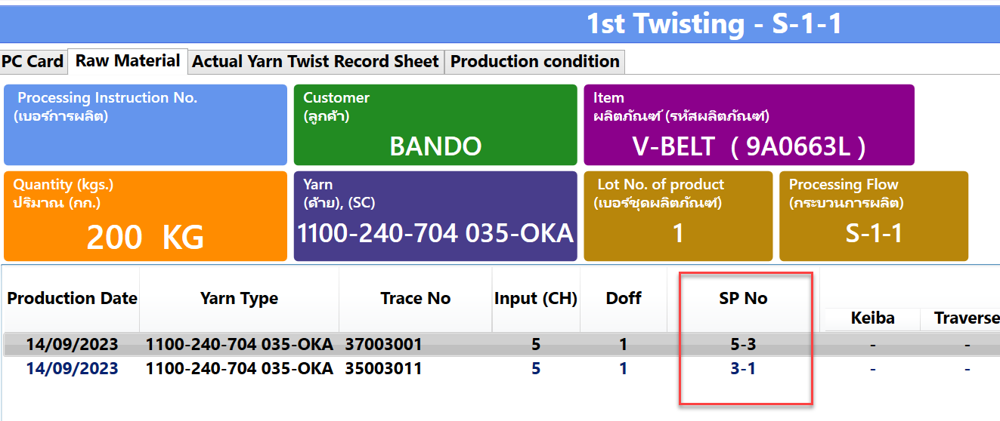 1st Twisting - S-1-1
PC Card Raw Material Actual Yarn Twist Record Sheet Production condition
Processing Instruction No.
(เบอร์การผลิต)
Customer
(ลูกค้า)
BANDO
Item
ผลิตภัณฑ์ (รหัสผลิตภัณฑ์)
V-BELT ( 9A0663L )
Quantity (kgs.)
ปริมาณ (กก.)
200 KG
Yarn
(ด้าย), (SC)
1100-240-704 035-OKA
Lot No. of product
(เบอร์ชุดผลิตภัณฑ์)
1
Processing Flow
(กระบวนการผลิต)
S-1-1
Production Date Yarn Type Trace No Input (CH) Doff SP No
Keiba Traverse
14/09/2023 1100-240-704 035-OKA 37003001 5 1 5-3 - -
14/09/2023 1100-240-704 035-OKA 35003011 5 1 3-1 - -